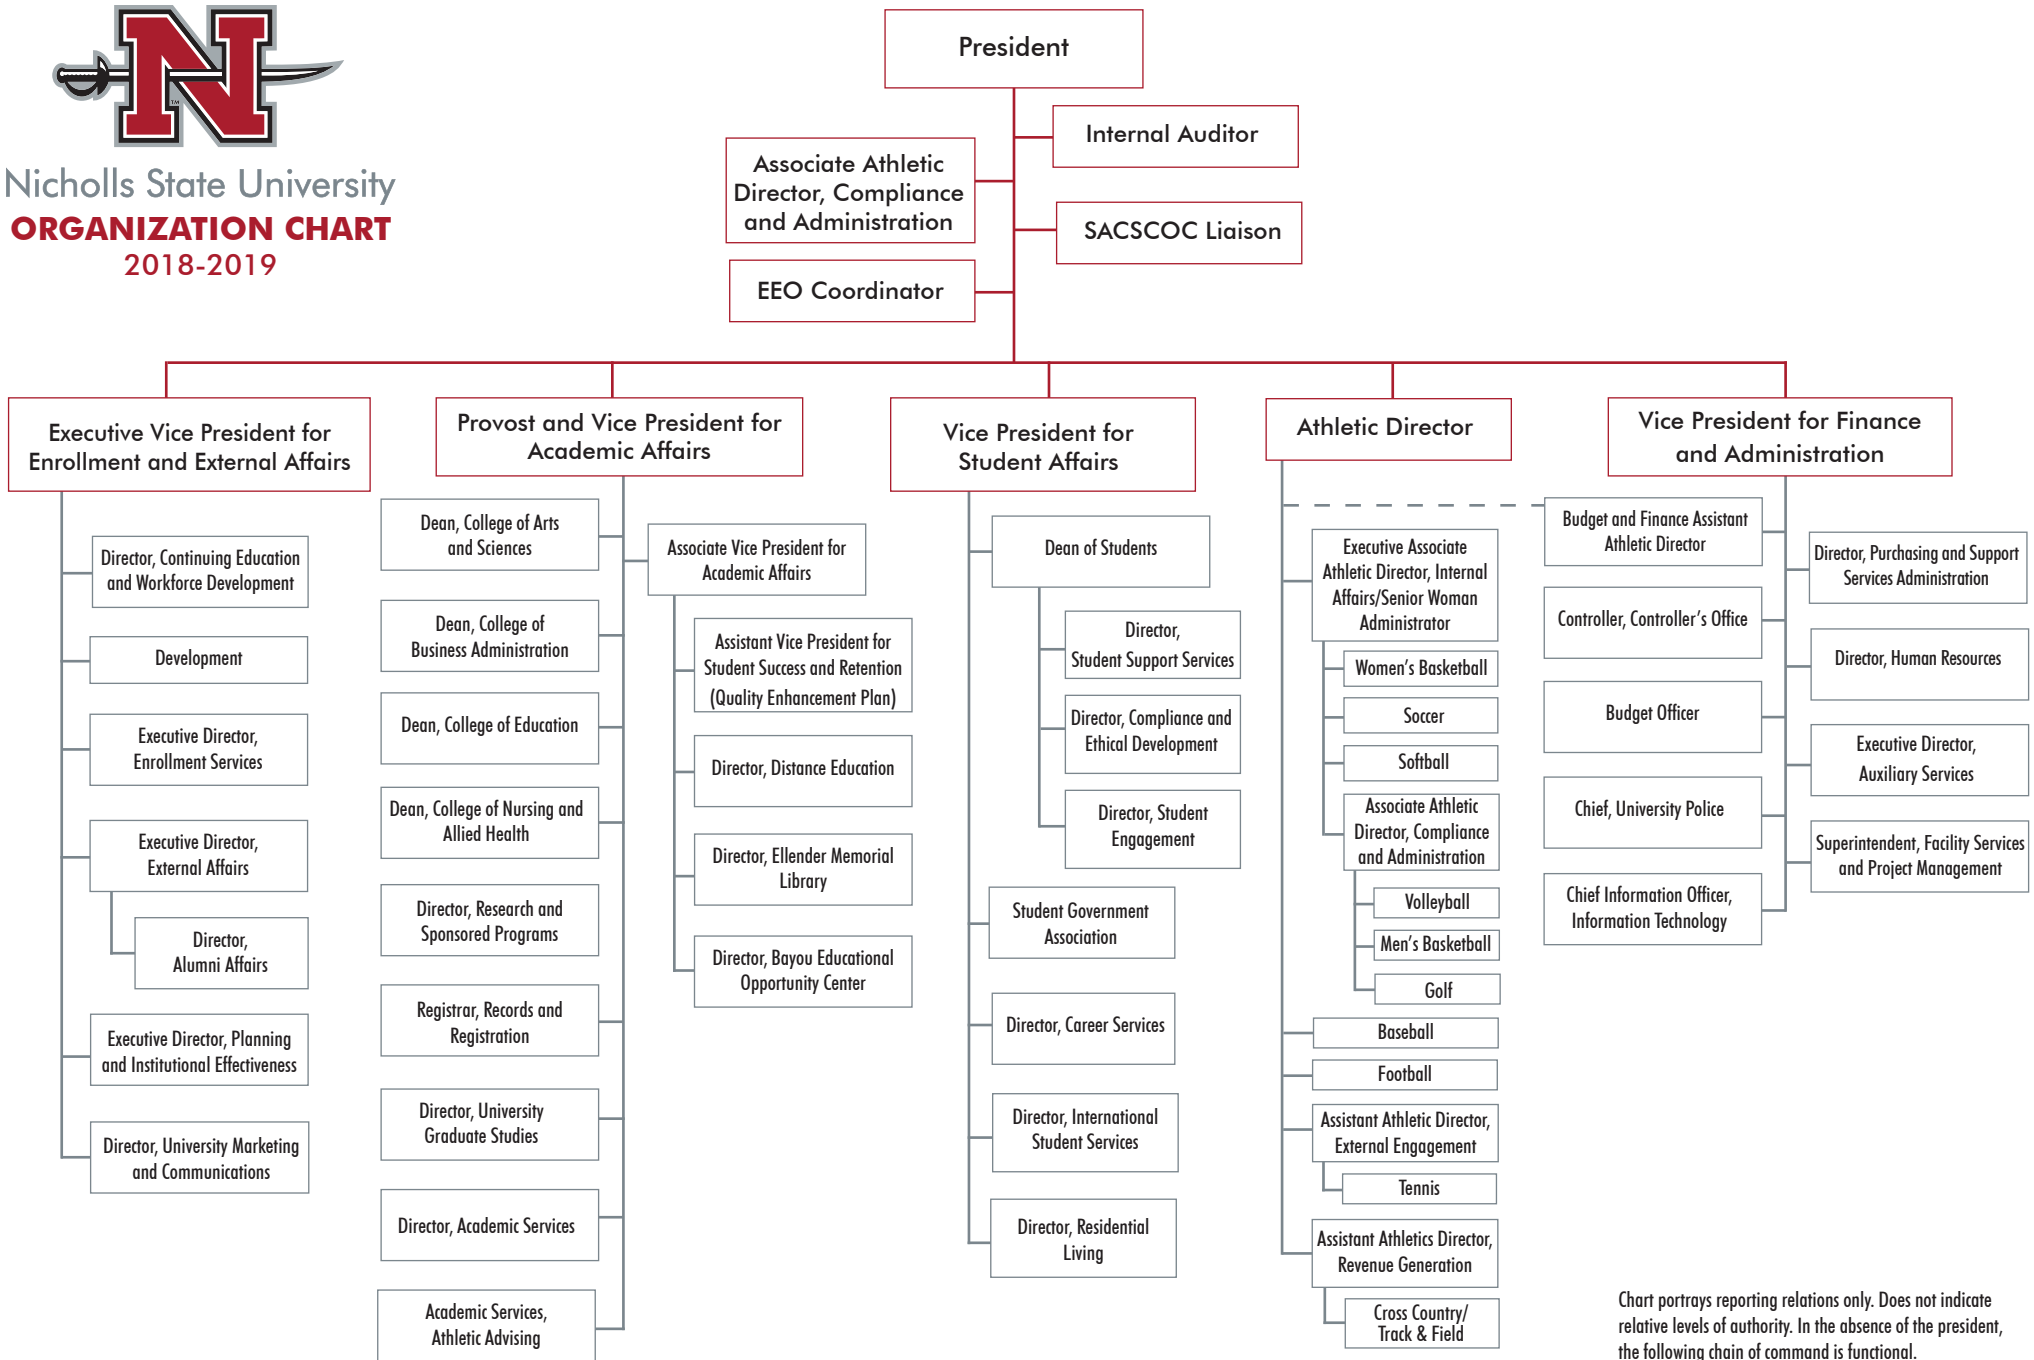 N
TM
Nicholls State University
ORGANIZATION CHART
2018-2019
President
Internal Auditor
Associate Athletic
Director, Compliance
and Administration
SACSCOC Liaison
EEO Coordinator
Executive Vice President for
Enrollment and External Affairs
Director, Continuing Education
and Workforce Development
Development
Executive Director,
Enrollment Services
Executive Director,
External Affairs
Director,
Alumni Affairs
Executive Director, Planning
and Institutional Effectiveness
Director, University Marketing
and Communications
Provost and Vice President for
Academic Affairs
Dean, College of Arts
and Sciences
Dean, College of
Business Administration
Dean, College of Education
Dean, College of Nursing and
Allied Health
Director, Research and
Sponsored Programs
Registrar, Records and
Registration
Director, University
Graduate Studies
Director, Academic Services
Academic Services,
Athletic Advising
Associate Vice President for
Academic Affairs
Assistant Vice President for
Student Success and Retention
(Quality Enhancement Plan)
Director, Distance Education
Director, Ellender Memorial
Library
Director, Bayou Educational
Opportunity Center
Vice President for
Student Affairs
Dean of Students
Director,
Student Support Services
Director, Compliance and
Ethical Development
Director, Student
Engagement
Student Government
Association
Director, Career Services
Director, International
Student Services
Director, Residential
Living
Athletic Director
Executive Associate
Athletic Director, Internal
Affairs/Senior Woman
Administrator
Women's Basketball
Soccer
Softball
Associate Athletic
Director, Compliance
and Administration
Volleyball
Men's Basketball
Golf
Baseball
Football
Assistant Athletic Director,
External Engagement
Tennis
Assistant Athletics Director,
Revenue Generation
Cross Country/
Track & Field
Vice President for Finance
and Administration
Budget and Finance Assistant
Athletic Director
Controller, Controller's Office
Budget Officer
Chief, University Police
Chief Information Officer,
Information Technology
Director, Purchasing and Support
Services Administration
Director, Human Resources
Executive Director,
Auxiliary Services
Superintendent, Facility Services
and Project Management
Chart portrays reporting relations only. Does not indicate
relative levels of authority. In the absence of the president,
the following chain of command is functional.